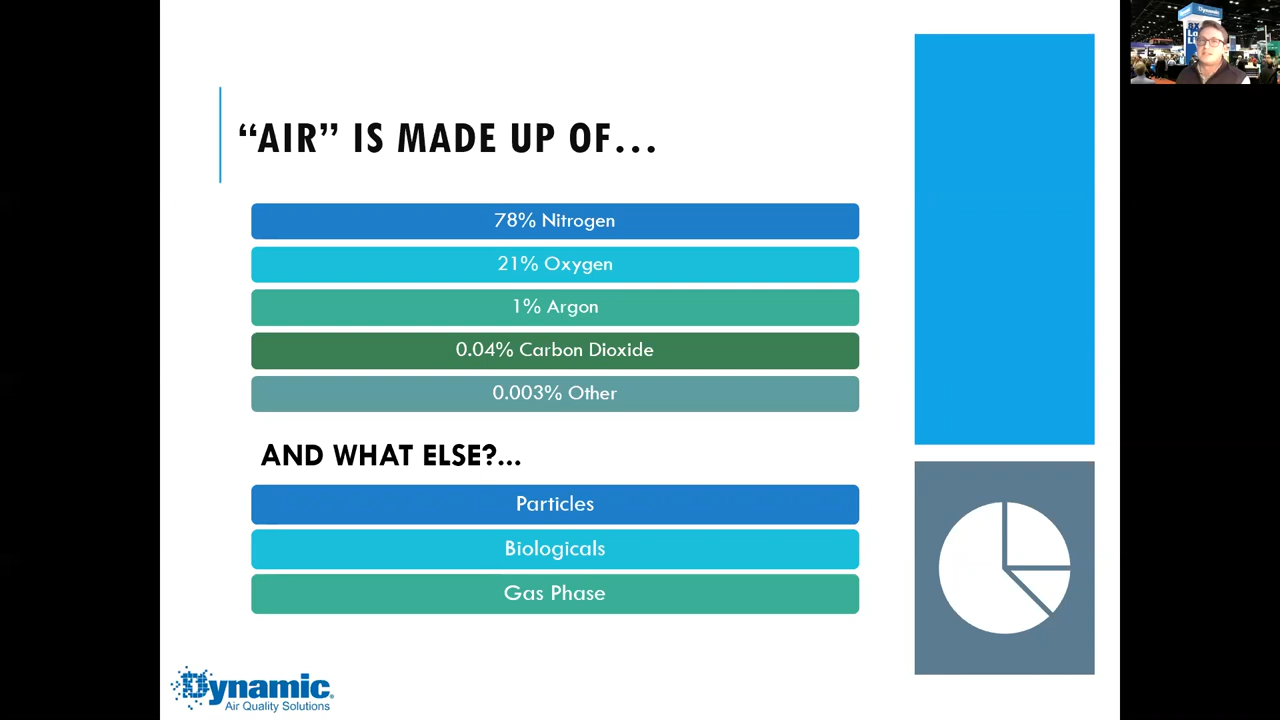 “AIR” IS MADE UP OF…
78% Nitrogen
21% Oxygen
1% Argon
0.04% Carbon Dioxide
0.003% Other
AND WHAT ELSE?...
Particles
Biologicals
Gas Phase
Dynamic®
Air Quality Solutions
Dynamic